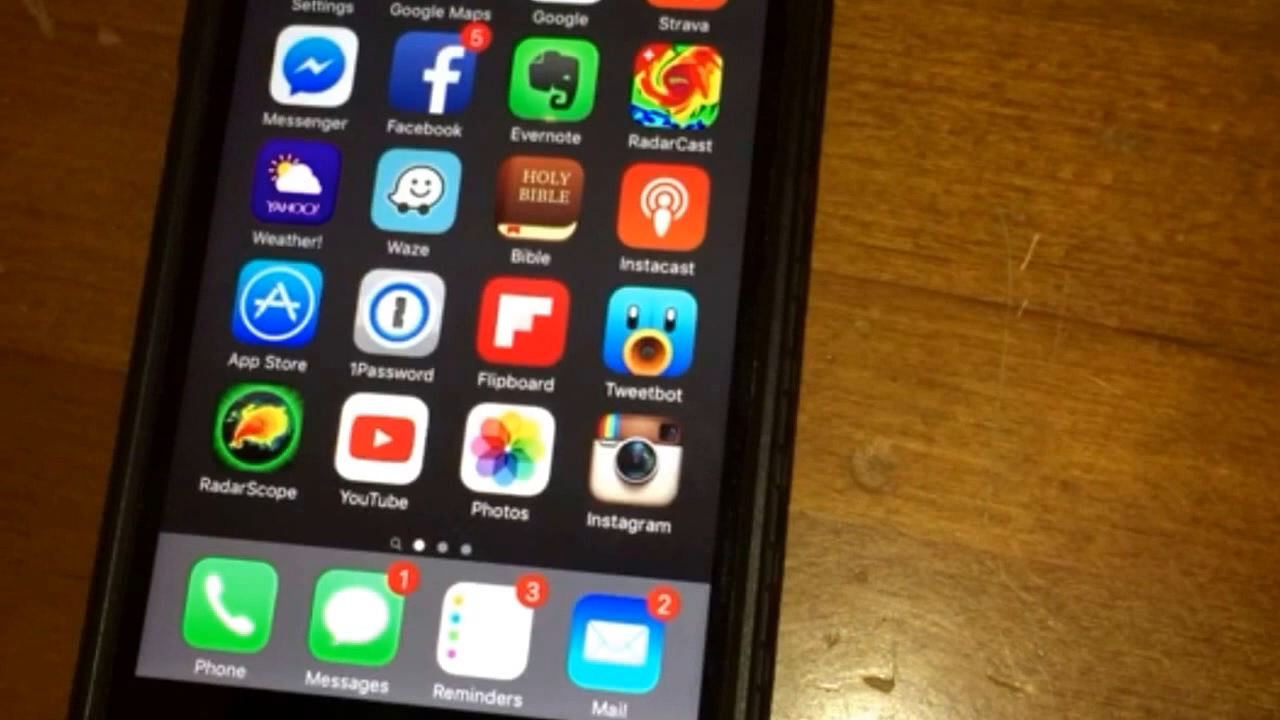 Settings Google Maps Google Strava
5
Messenger Facebook Evernote RadarCast
YAHOO!
HOLY
BIBLE
Weather! Waze Bible Instacast
App Store 1Password Flipboard Tweetbot
RadarScope YouTube Photos Instagram
1 3 2
Phone Messages Reminders Mail